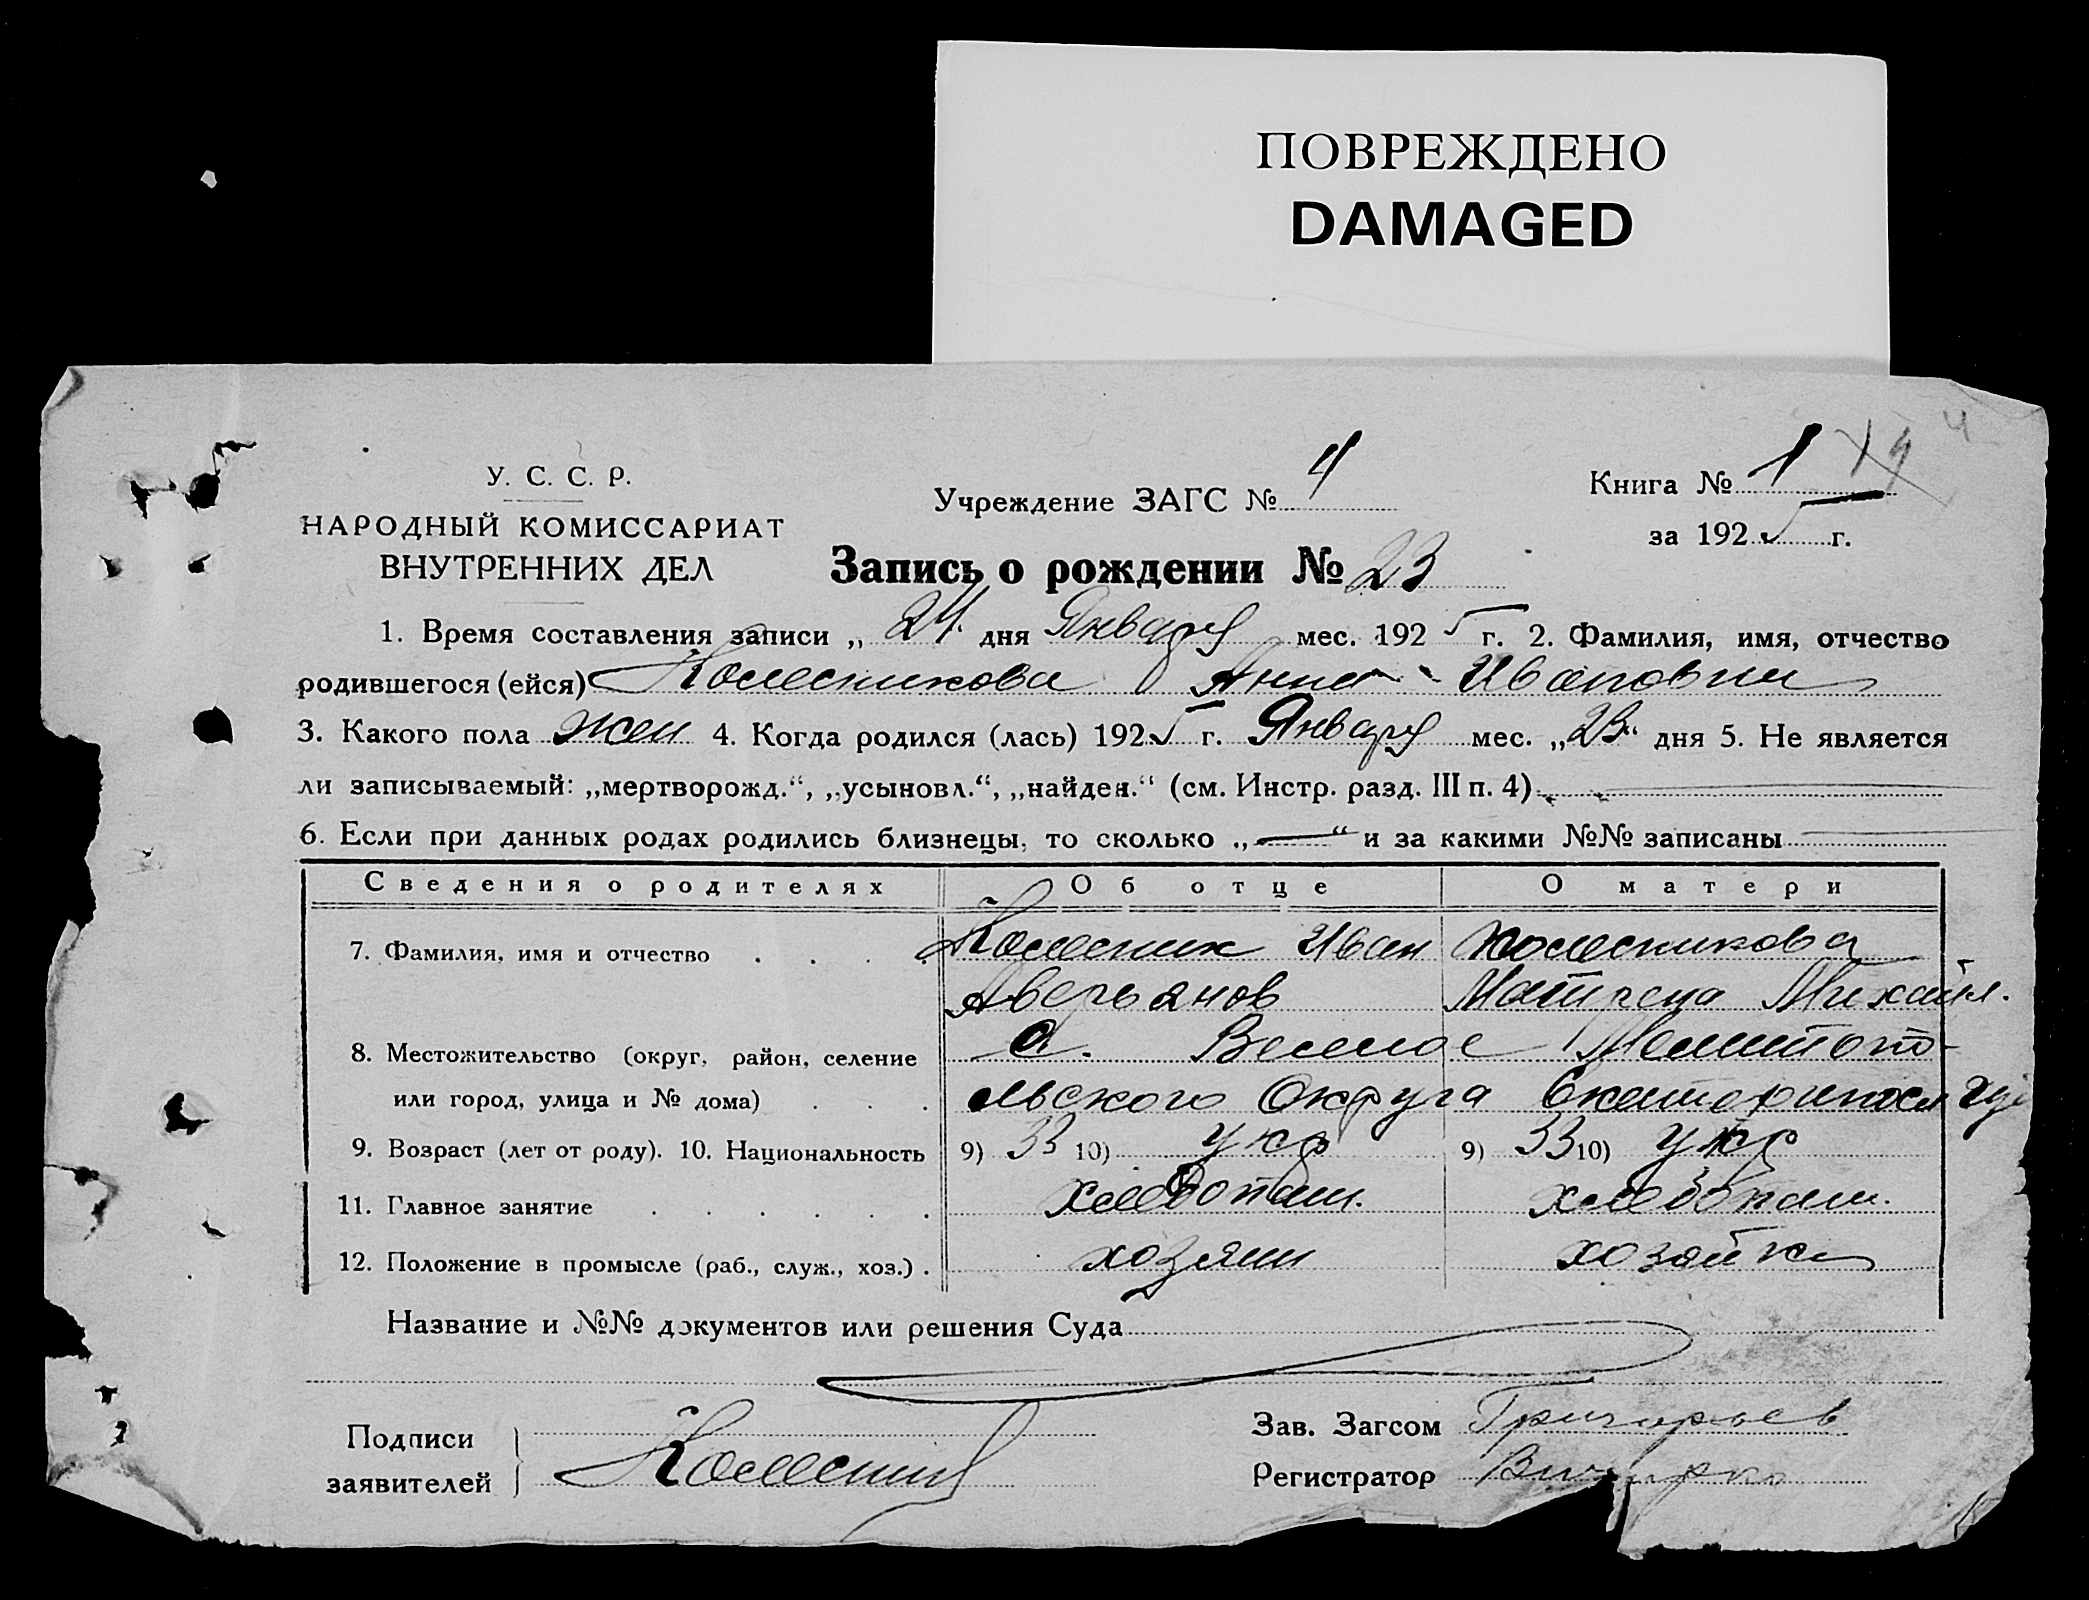 ПОВРЕЖДЕНО
DAMAGED
У. С. С. Р.
НАРОДНЫЙ КОМИССАРИАТ
ВНУТРЕННИХ ДЕЛ
Учреждение ЗАГС № 4
Книга № 1
за 1925 г.
Запись о рождении № 23
1. Время составления записи „ 24. дня Января мес. 1925 г. 2. Фамилия, имя, отчество
родившегося (ейся) Колесникова Анна Ивановна
3. Какого пола жен 4. Когда родился (лась) 1925 г. Января мес. „23“ дня 5. Не является
ли записываемый: „мертворожд.“, „усыновл.“, „найден.“ (см. Инстр. разд. III п. 4)
6. Если при данных родах родились близнецы, то сколько „—“ и за какими №№ записаны
Сведения о родителях Об отце О матери
7. Фамилия, имя и отчество . . . . Колесник Иван Колесникова
Аверьянов Матрена Михайл.
8. Местожительство (округ, район, селение С. Веселое Мелитопо-
или город, улица и № дома) . . . льского Округа Екатеринослгу
9. Возраст (лет от роду). 10. Национальность 9) 33 10) укр 9) 33 10) укр
11. Главное занятие . . . . . . хлебопаш. хлебопаш.
12. Положение в промысле (раб., служ., хоз.) . хозяин хозяйка
Название и №№ документов или решения Суда
Подписи
заявителей Колесник
Зав. Загсом Григорьев
Регистратор